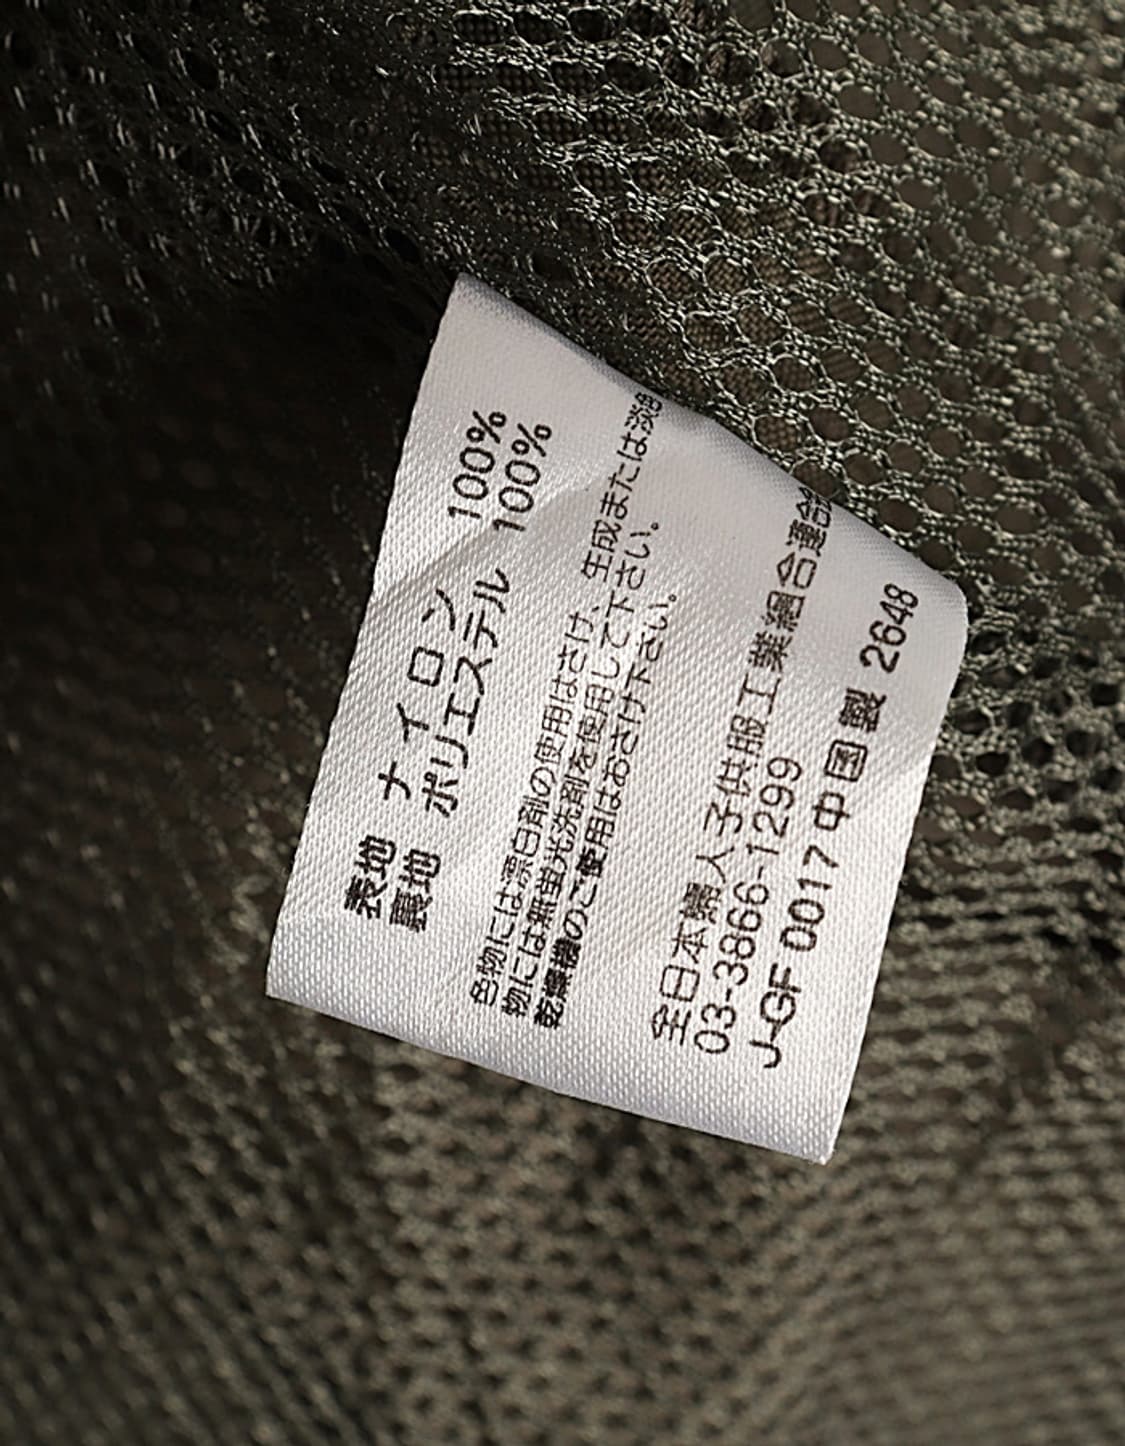 表地 ナイロン 100%
裏地 ポリエステル 100%
色物には漂白剤の使用はさけ、生成または淡色
物には無蛍光洗剤を使用して下さい。
乾燥機のご使用はおさけ下さい。
全日本婦人子供服工業組合連合
03-3866-1299
J-GF 0017 中国製 2648